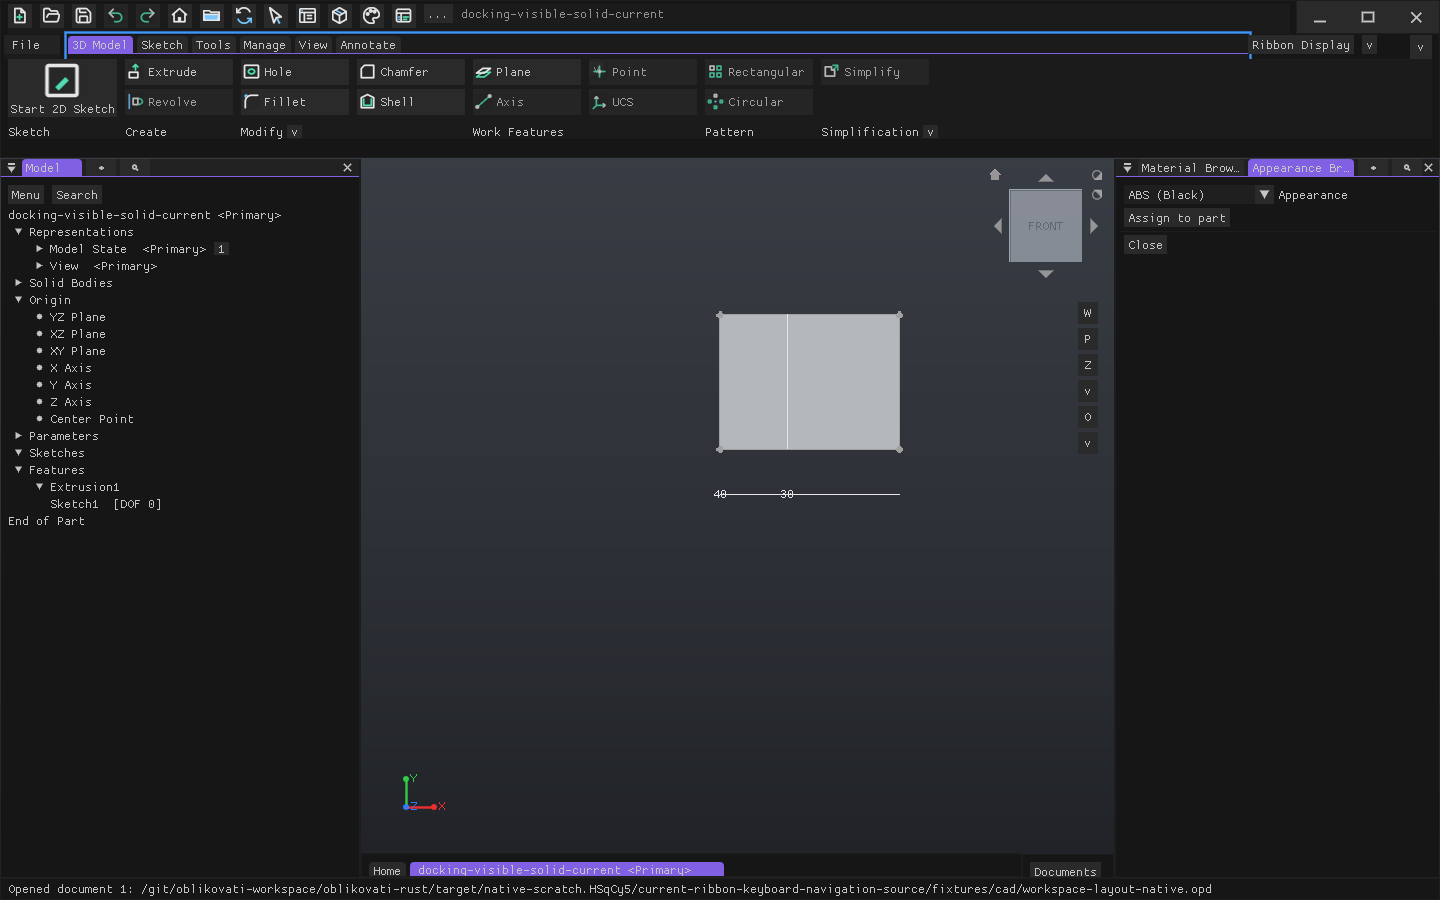 ... docking-visible-solid-current
File 3D Model Sketch Tools Manage View Annotate Ribbon Display v v
Start 2D Sketch
Extrude Hole Chamfer Plane Point Rectangular Simplify
Revolve Fillet Shell Axis UCS Circular
Sketch Create Modify v Work Features Pattern Simplification v
Model
Menu Search
docking-visible-solid-current <Primary>
Representations
Model State <Primary> 1
View <Primary>
Solid Bodies
Origin
YZ Plane
XZ Plane
XY Plane
X Axis
Y Axis
Z Axis
Center Point
Parameters
Sketches
Features
Extrusion1
Sketch1 [DOF 0]
End of Part
FRONT
W
P
Z
v
O
v
40 30
Y
Z X
Material Brow… Appearance Br…
ABS (Black) Appearance
Assign to part
Close
Home docking-visible-solid-current <Primary> Documents
Opened document 1: /git/oblikovati-workspace/oblikovati-rust/target/native-scratch.HSqCy5/current-ribbon-keyboard-navigation-source/fixtures/cad/workspace-layout-native.opd